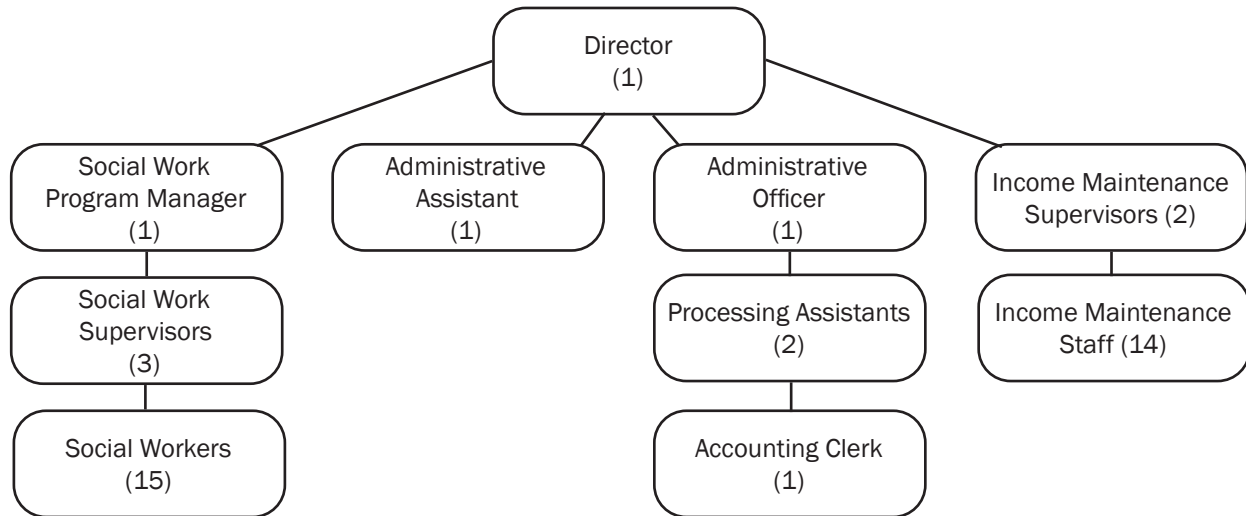 Director
(1)
Social Work
Program Manager
(1)
Administrative
Assistant
(1)
Administrative
Officer
(1)
Income Maintenance
Supervisors (2)
Social Work
Supervisors
(3)
Processing Assistants
(2)
Income Maintenance
Staff (14)
Social Workers
(15)
Accounting Clerk
(1)